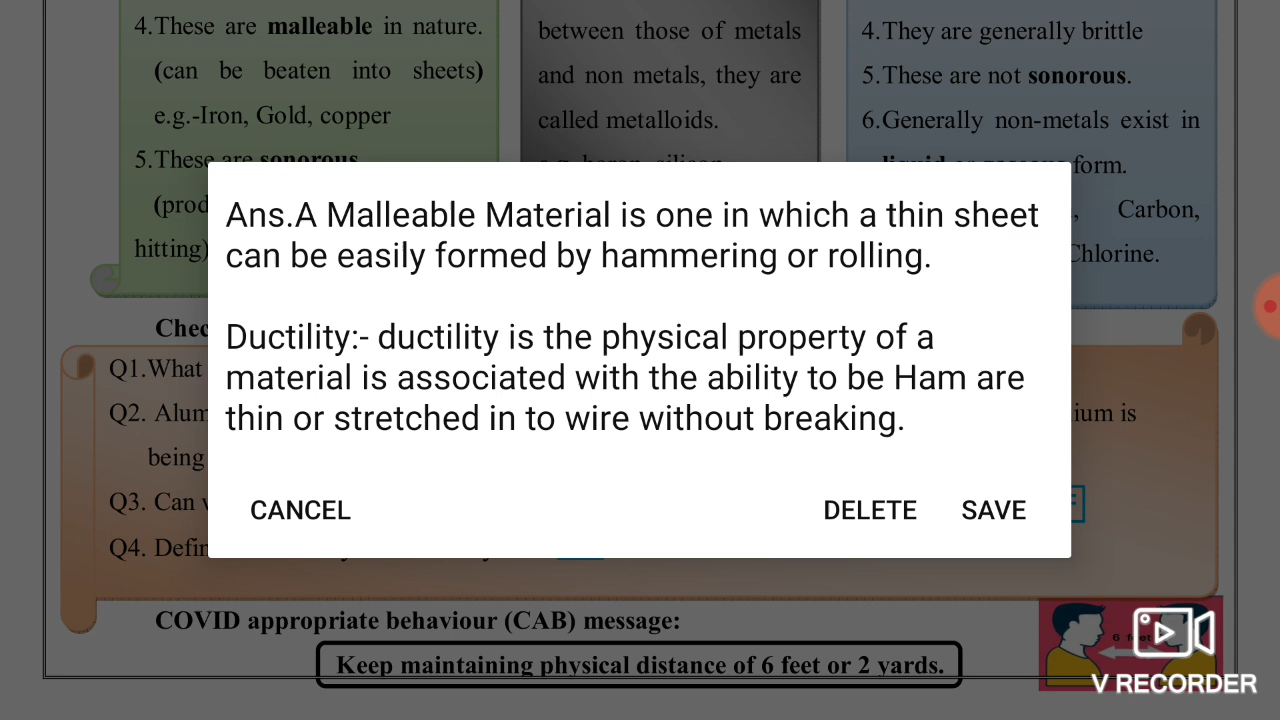 4.These are malleable in nature.
(can be beaten into sheets)
e.g.-Iron, Gold, copper
5.These are sonorous
(prod
hitting)
between those of metals
and non metals, they are
called metalloids.
e.g. boron, silicon
4.They are generally brittle
5.These are not sonorous.
6.Generally non-metals exist in
liquid or gaseous form.
Carbon,
Chlorine.
Ans.A Malleable Material is one in which a thin sheet
can be easily formed by hammering or rolling.
Ductility:- ductility is the physical property of a
material is associated with the ability to be Ham are
thin or stretched in to wire without breaking.
CANCEL DELETE SAVE
Chec
Q1.What
Q2. Alum ium is
being
Q3. Can
Q4. Defin
COVID appropriate behaviour (CAB) message:
Keep maintaining physical distance of 6 feet or 2 yards.
6 feet
V RECORDER